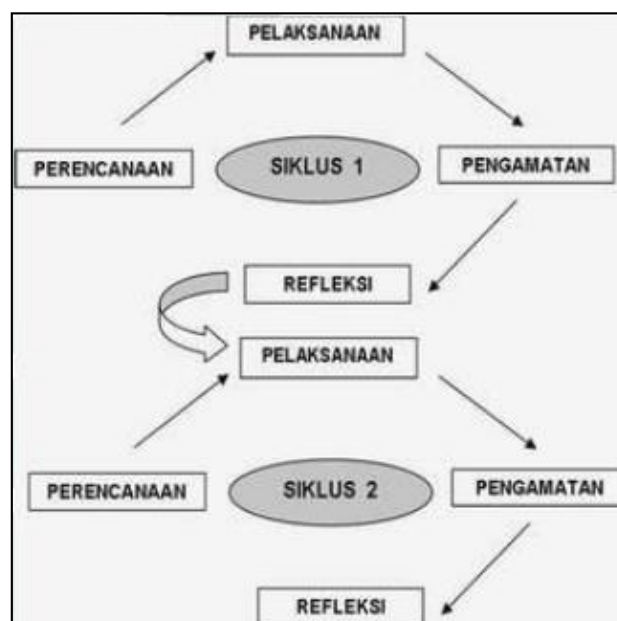 PELAKSANAAN
PERENCANAAN
SIKLUS 1
PENGAMATAN
REFLEKSI
PELAKSANAAN
PERENCANAAN
SIKLUS 2
PENGAMATAN
REFLEKSI